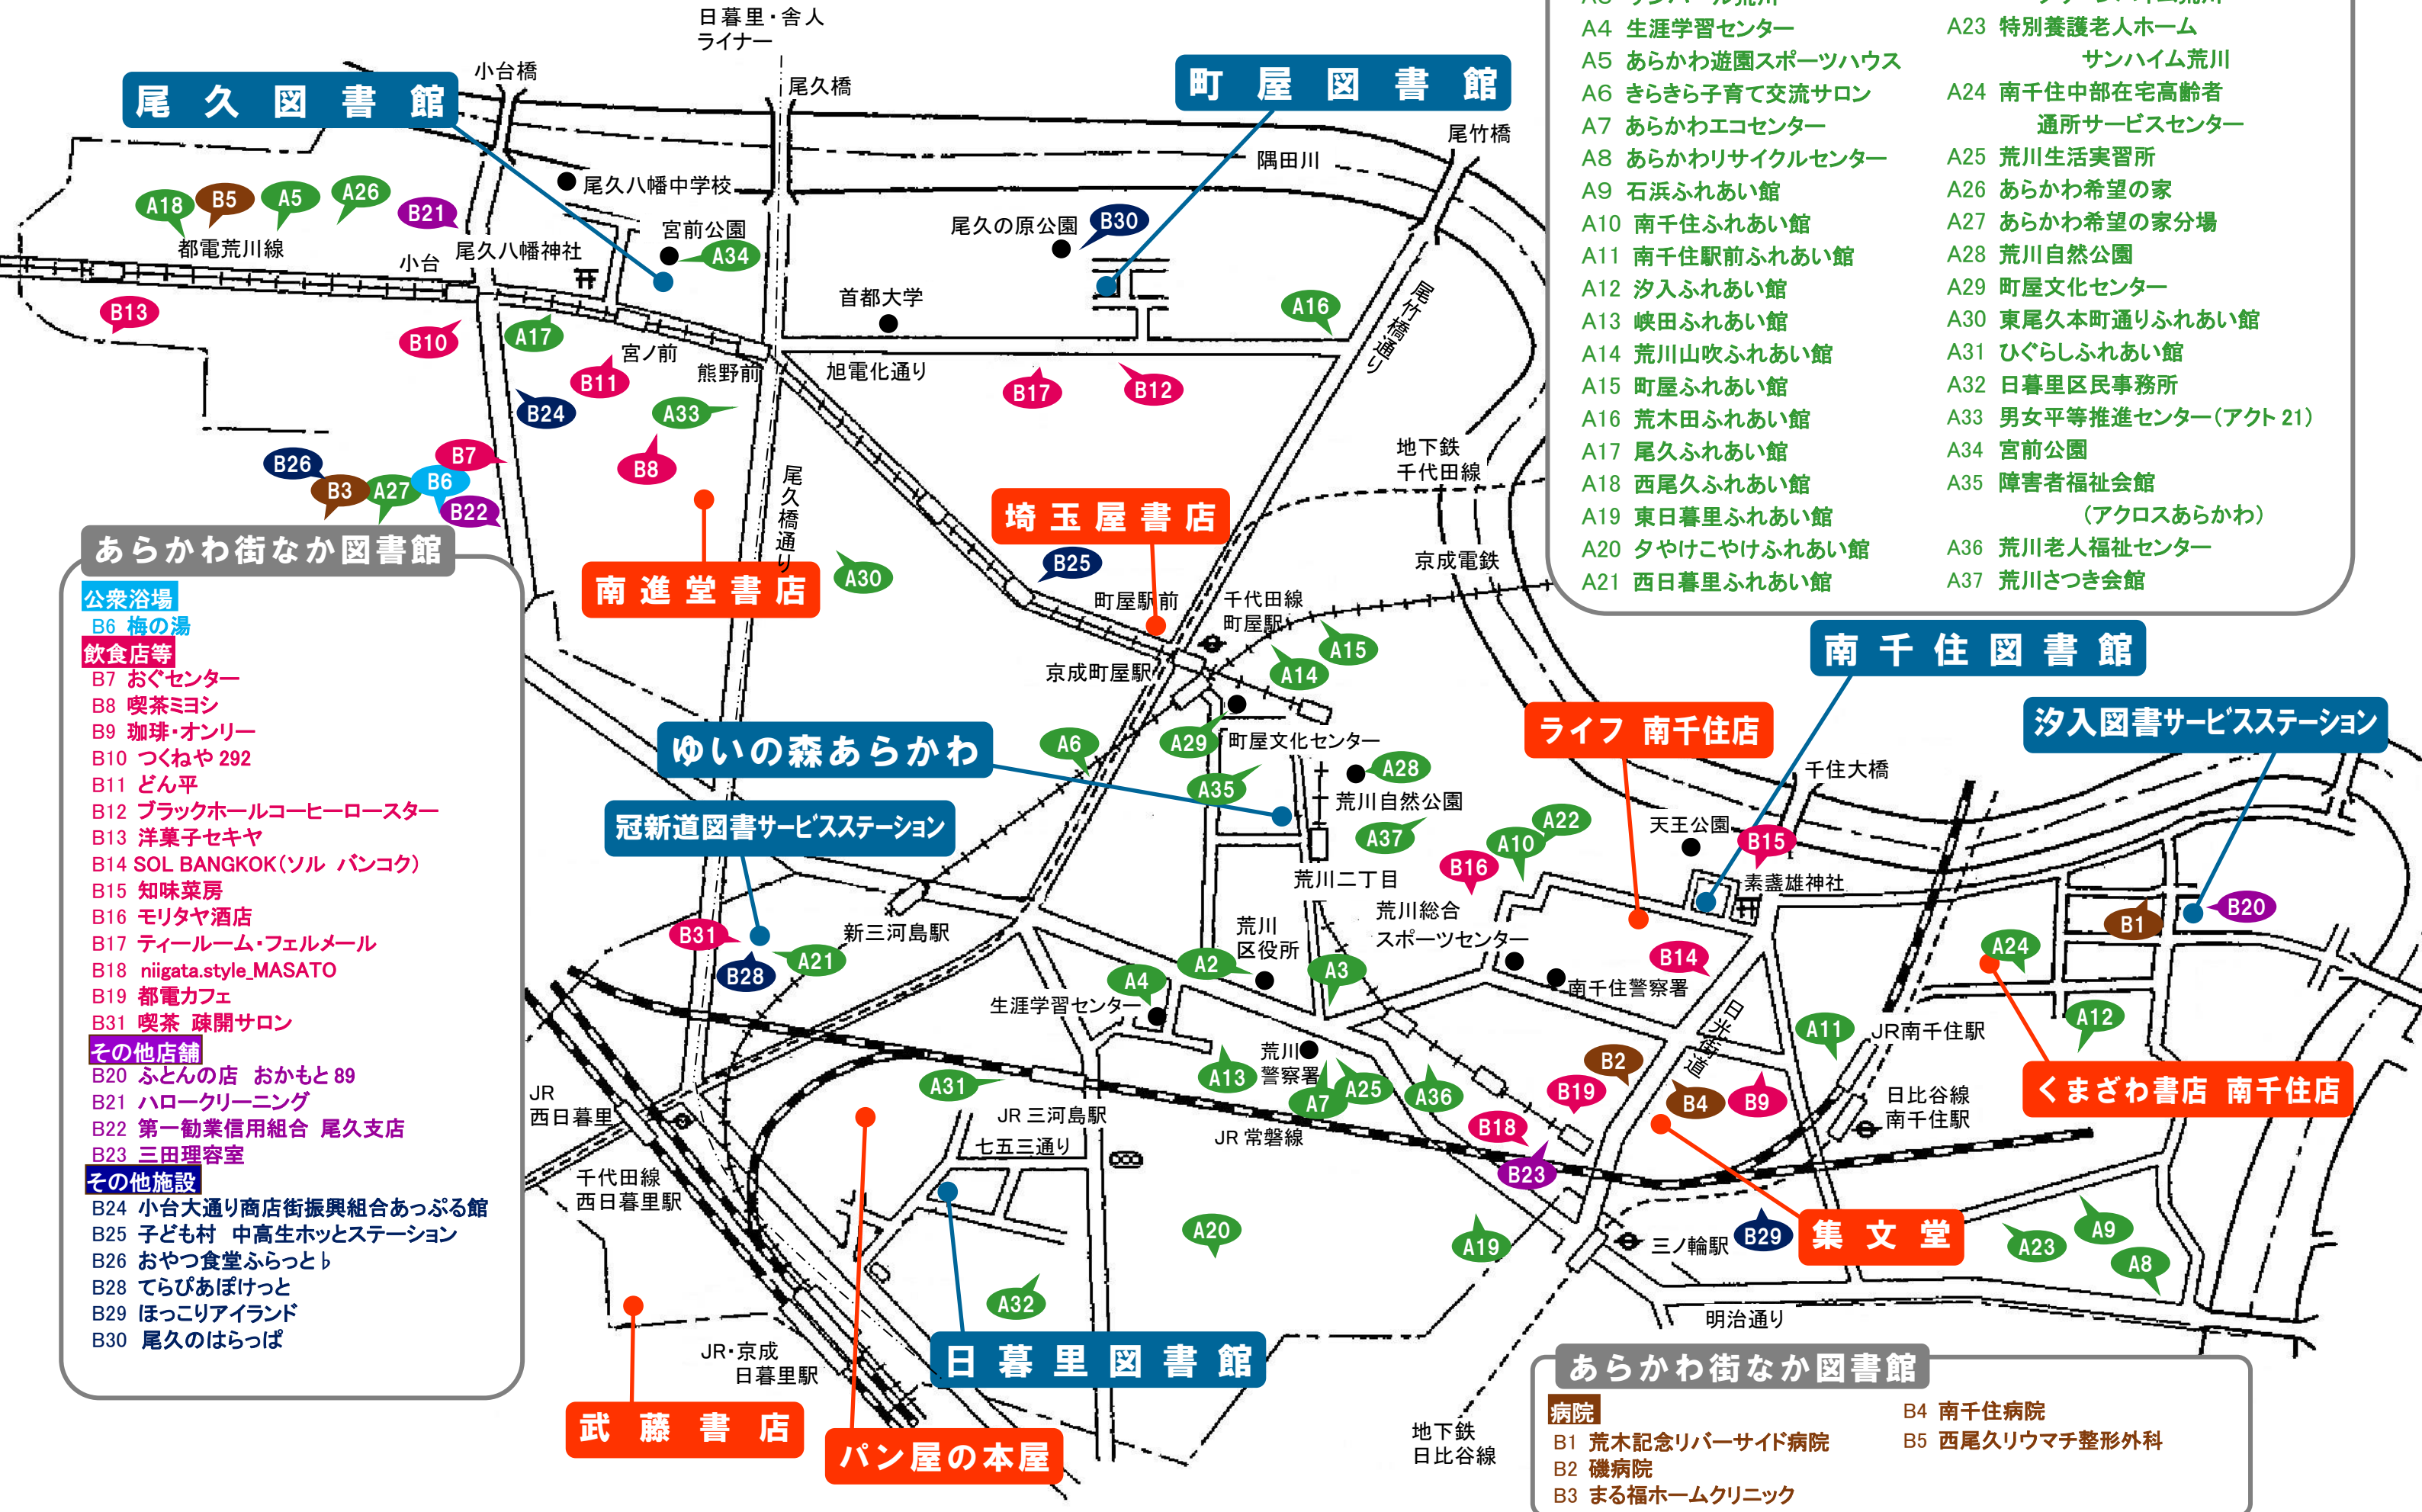 日暮里・舎人
ライナー
小台橋
尾久橋
尾久図書館
町屋図書館
尾竹橋
隅田川
尾久八幡中学校
A18
B5
A5
A26
B21
都電荒川線
小台
尾久八幡神社
宮前公園
A34
尾久の原公園
B30
首都大学
A16
尾竹橋通り
B13
B10
A17
宮ノ前
B11
熊野前
旭電化通り
B17
B12
B24
A33
B8
B26
B7
B3
A27
B6
B22
尾久橋通り
地下鉄
千代田線
埼玉屋書店
南進堂書店
A30
B25
京成電鉄
町屋駅前
千代田線
町屋駅
A15
A14
京成町屋駅
A6
A29
町屋文化センター
A35
A28
荒川自然公園
A37
ゆいの森あらかわ
冠新道図書サービスステーション
荒川二丁目
B31
B28
A21
新三河島駅
荒川
区役所
A2
A3
A4
生涯学習センター
荒川総合
スポーツセンター
B16
A10
A22
ライフ 南千住店
南千住図書館
汐入図書サービスステーション
千住大橋
天王公園
B15
素盞雄神社
B14
南千住警察署
日光街道
B1
B20
A24
A12
A11
JR南千住駅
くまざわ書店 南千住店
日比谷線
南千住駅
荒川
警察署
A13
A7
A25
A36
B2
B4
B9
B19
B18
B23
A31
JR 三河島駅
七五三通り
JR 常磐線
JR
西日暮里
千代田線
西日暮里駅
A20
A19
A32
三ノ輪駅
B29
集文堂
A23
A9
A8
明治通り
JR・京成
日暮里駅
日暮里図書館
武藤書店
パン屋の本屋
地下鉄
日比谷線
A4 生涯学習センター
A5 あらかわ遊園スポーツハウス
A6 きらきら子育て交流サロン
A7 あらかわエコセンター
A8 あらかわリサイクルセンター
A9 石浜ふれあい館
A10 南千住ふれあい館
A11 南千住駅前ふれあい館
A12 汐入ふれあい館
A13 峡田ふれあい館
A14 荒川山吹ふれあい館
A15 町屋ふれあい館
A16 荒木田ふれあい館
A17 尾久ふれあい館
A18 西尾久ふれあい館
A19 東日暮里ふれあい館
A20 夕やけこやけふれあい館
A21 西日暮里ふれあい館
A23 特別養護老人ホーム
サンハイム荒川
A24 南千住中部在宅高齢者
通所サービスセンター
A25 荒川生活実習所
A26 あらかわ希望の家
A27 あらかわ希望の家分場
A28 荒川自然公園
A29 町屋文化センター
A30 東尾久本町通りふれあい館
A31 ひぐらしふれあい館
A32 日暮里区民事務所
A33 男女平等推進センター(アクト21)
A34 宮前公園
A35 障害者福祉会館
(アクロスあらかわ)
A36 荒川老人福祉センター
A37 荒川さつき会館
あらかわ街なか図書館
公衆浴場
B6 梅の湯
飲食店等
B7 おぐセンター
B8 喫茶ミヨシ
B9 珈琲・オンリー
B10 つくねや292
B11 どん平
B12 ブラックホールコーヒーロースター
B13 洋菓子セキヤ
B14 SOL BANGKOK(ソル バンコク)
B15 知味菜房
B16 モリタヤ酒店
B17 ティールーム・フェルメール
B18 niigata.style_MASATO
B19 都電カフェ
B31 喫茶 疎開サロン
その他店舗
B20 ふとんの店 おかもと89
B21 ハロークリーニング
B22 第一勧業信用組合 尾久支店
B23 三田理容室
その他施設
B24 小台大通り商店街振興組合あっぷる館
B25 子ども村 中高生ホッとステーション
B26 おやつ食堂ふらっと♭
B28 てらぴあぽけっと
B29 ほっこりアイランド
B30 尾久のはらっぱ
あらかわ街なか図書館
病院
B1 荒木記念リバーサイド病院
B2 磯病院
B3 まる福ホームクリニック
B4 南千住病院
B5 西尾久リウマチ整形外科